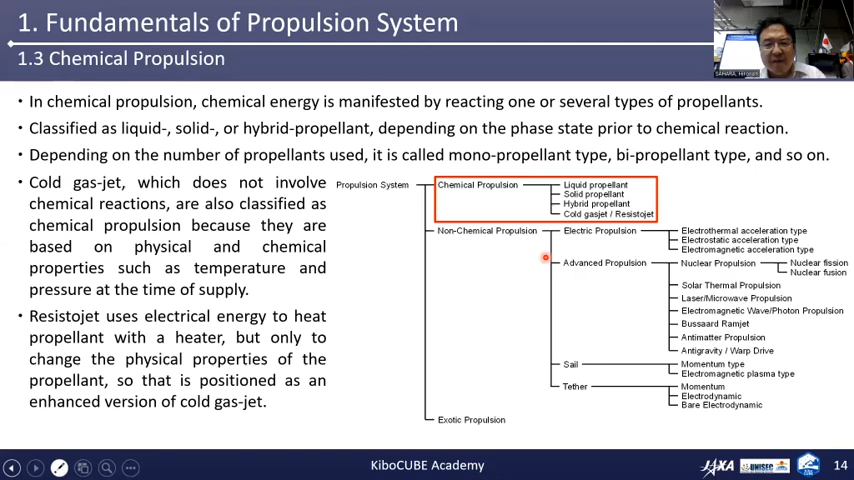 1. Fundamentals of Propulsion System
1.3 Chemical Propulsion
SAHARA, Hironori
• In chemical propulsion, chemical energy is manifested by reacting one or several types of propellants.
• Classified as liquid-, solid-, or hybrid-propellant, depending on the phase state prior to chemical reaction.
• Depending on the number of propellants used, it is called mono-propellant type, bi-propellant type, and so on.
• Cold gas-jet, which does not involve
chemical reactions, are also classified as
chemical propulsion because they are
based on physical and chemical
properties such as temperature and
pressure at the time of supply.
• Resistojet uses electrical energy to heat
propellant with a heater, but only to
change the physical properties of the
propellant, so that is positioned as an
enhanced version of cold gas-jet.
Propulsion System
Chemical Propulsion
Liquid propellant
Solid propellant
Hybrid propellant
Cold gasjet / Resistojet
Non-Chemical Propulsion
Electric Propulsion
Electrothermal acceleration type
Electrostatic acceleration type
Electromagnetic acceleration type
Advanced Propulsion
Nuclear Propulsion
Nuclear fission
Nuclear fusion
Solar Thermal Propulsion
Laser/Microwave Propulsion
Electromagnetic Wave/Photon Propulsion
Bussaard Ramjet
Antimatter Propulsion
Antigravity / Warp Drive
Sail
Momentum type
Electromagnetic plasma type
Tether
Momentum
Electrodynamic
Bare Electrodynamic
Exotic Propulsion
KiboCUBE Academy
JAXA
UNISEC
14